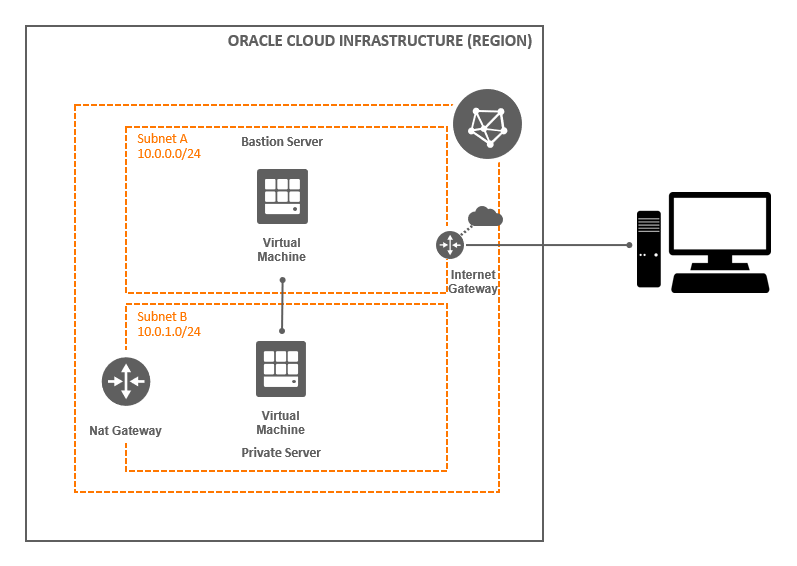 ORACLE CLOUD INFRASTRUCTURE (REGION)
Subnet A
10.0.0.0/24
Bastion Server
Virtual
Machine
Internet
Gateway
Subnet B
10.0.1.0/24
Nat Gateway
Virtual
Machine
Private Server